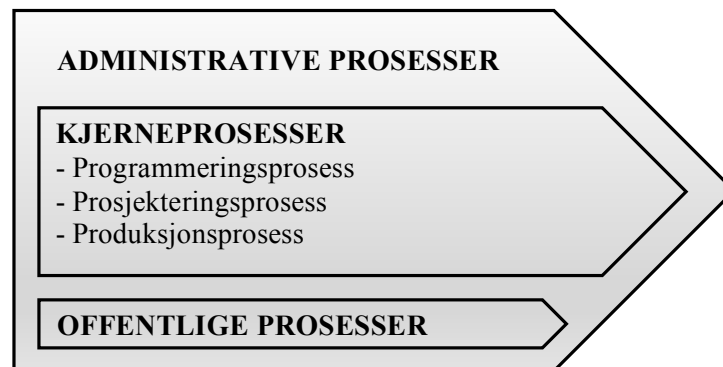 ADMINISTRATIVE PROSESSER
KJERNEPROSESSER
- Programmeringsprosess
- Prosjekteringsprosess
- Produksjonsprosess
OFFENTLIGE PROSESSER